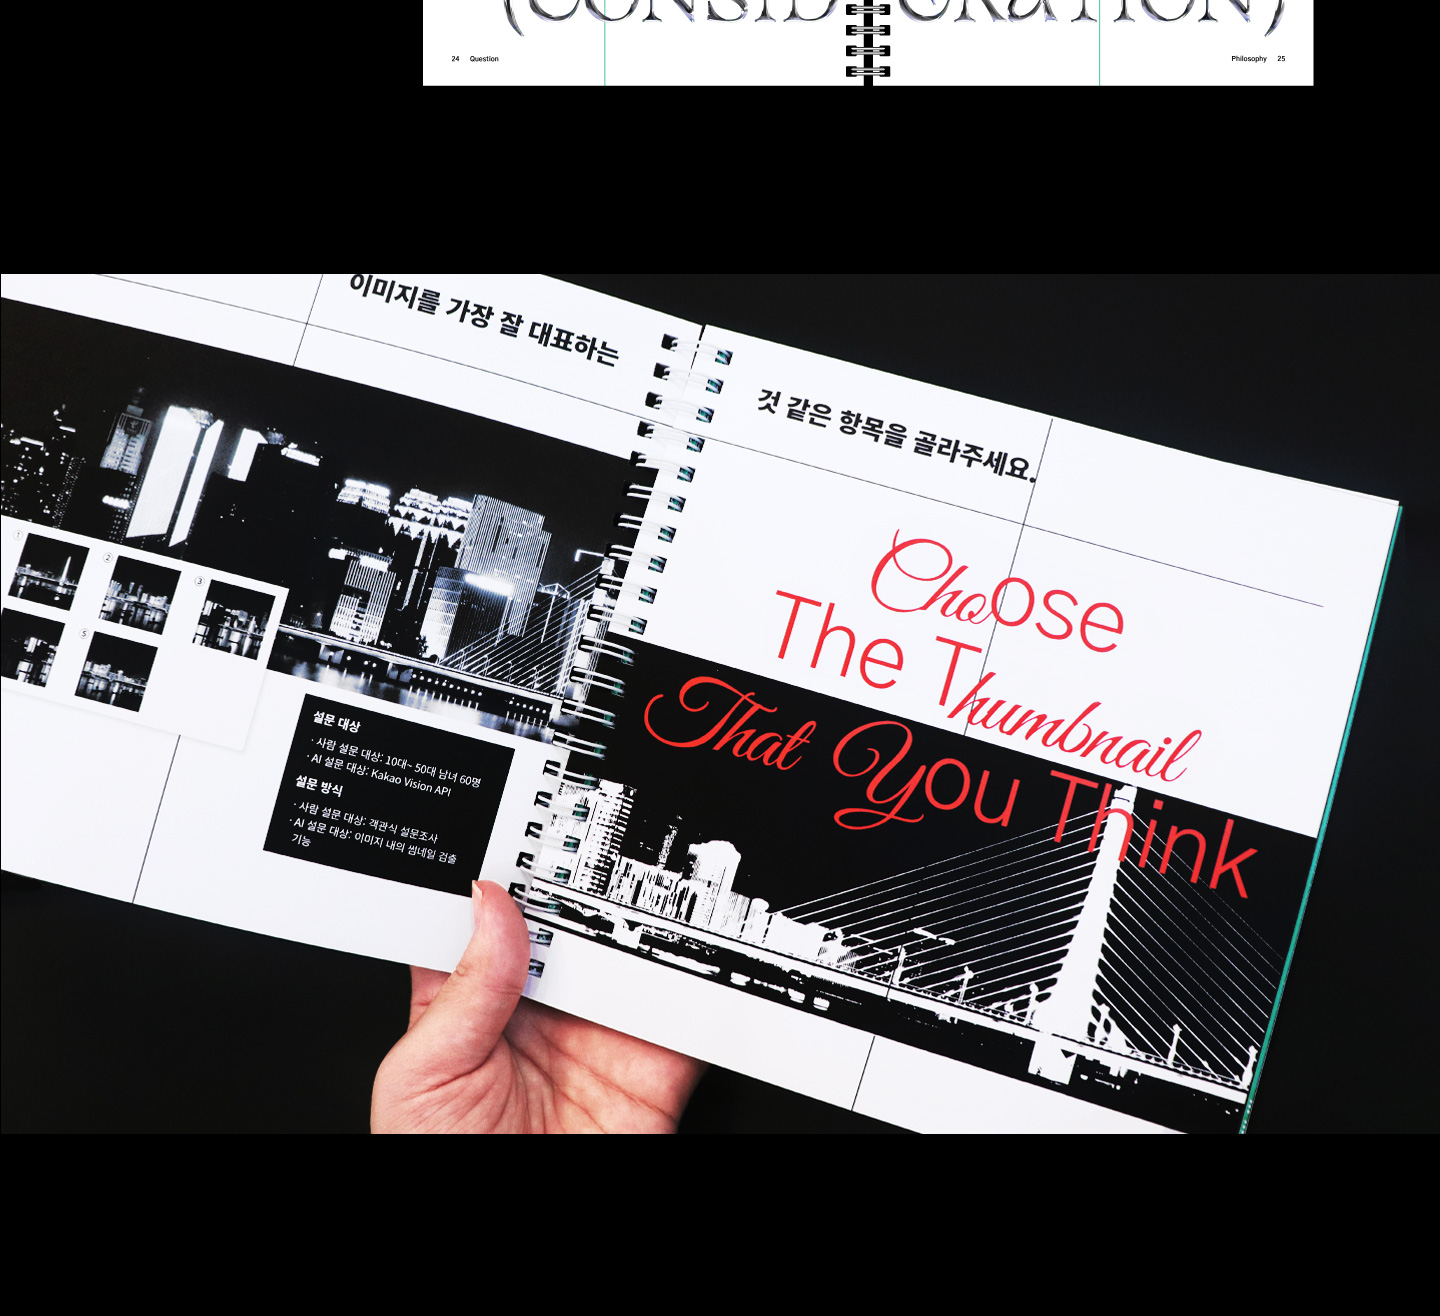 (CONSIDERATION)
24 Question
Philosophy 25
이미지를 가장 잘 대표하는
것 같은 항목을 골라주세요.
①
②
③
⑤
설문 대상
· 사람 설문 대상: 10대~ 50대 남녀 60명
· AI 설문 대상: Kakao Vision API
설문 방식
· 사람 설문 대상: 객관식 설문조사
· AI 설문 대상: 이미지 내의 썸네일 검출
기능
Choose
The Thumbnail
That You Think